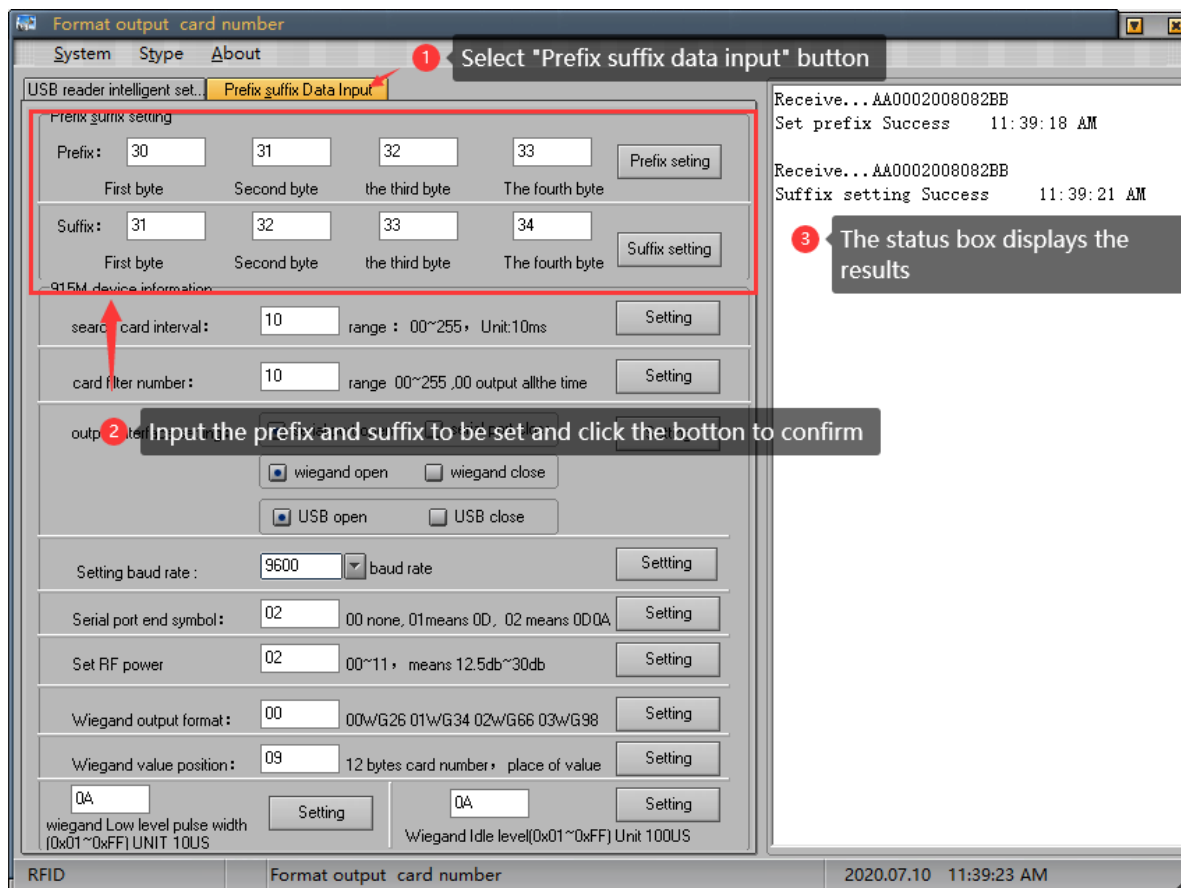 Format output card number
System Stype About
1 Select "Prefix suffix data input" button
USB reader intelligent set... Prefix suffix Data Input
Prefix suffix setting
Prefix: 30 31 32 33 Prefix seting
First byte Second byte the third byte The fourth byte
Suffix: 31 32 33 34 Suffix setting
First byte Second byte the third byte The fourth byte
915M device information
search card interval: 10 range : 00~255, Unit:10ms Setting
card filter number: 10 range 00~255 ,00 output allthe time Setting
2 Input the prefix and suffix to be set and click the botton to confirm
wiegand open wiegand close
USB open USB close
Setting baud rate : 9600 baud rate Settting
Serial port end symbol: 02 00 none, 01means 0D, 02 means 0D0A Setting
Set RF power 02 00~11, means 12.5db~30db Setting
Wiegand output format: 00 00WG26 01WG34 02WG66 03WG98 Setting
Wiegand value position: 09 12 bytes card number, place of value Setting
0A Setting
wiegand Low level pulse width
(0x01~0xFF) UNIT 10US
0A Setting
Wiegand Idle level(0x01~0xFF) Unit 100US
Receive...AA0002008082BB
Set prefix Success 11:39:18 AM
Receive...AA0002008082BB
Suffix setting Success 11:39:21 AM
3 The status box displays the
results
RFID Format output card number 2020.07.10 11:39:23 AM